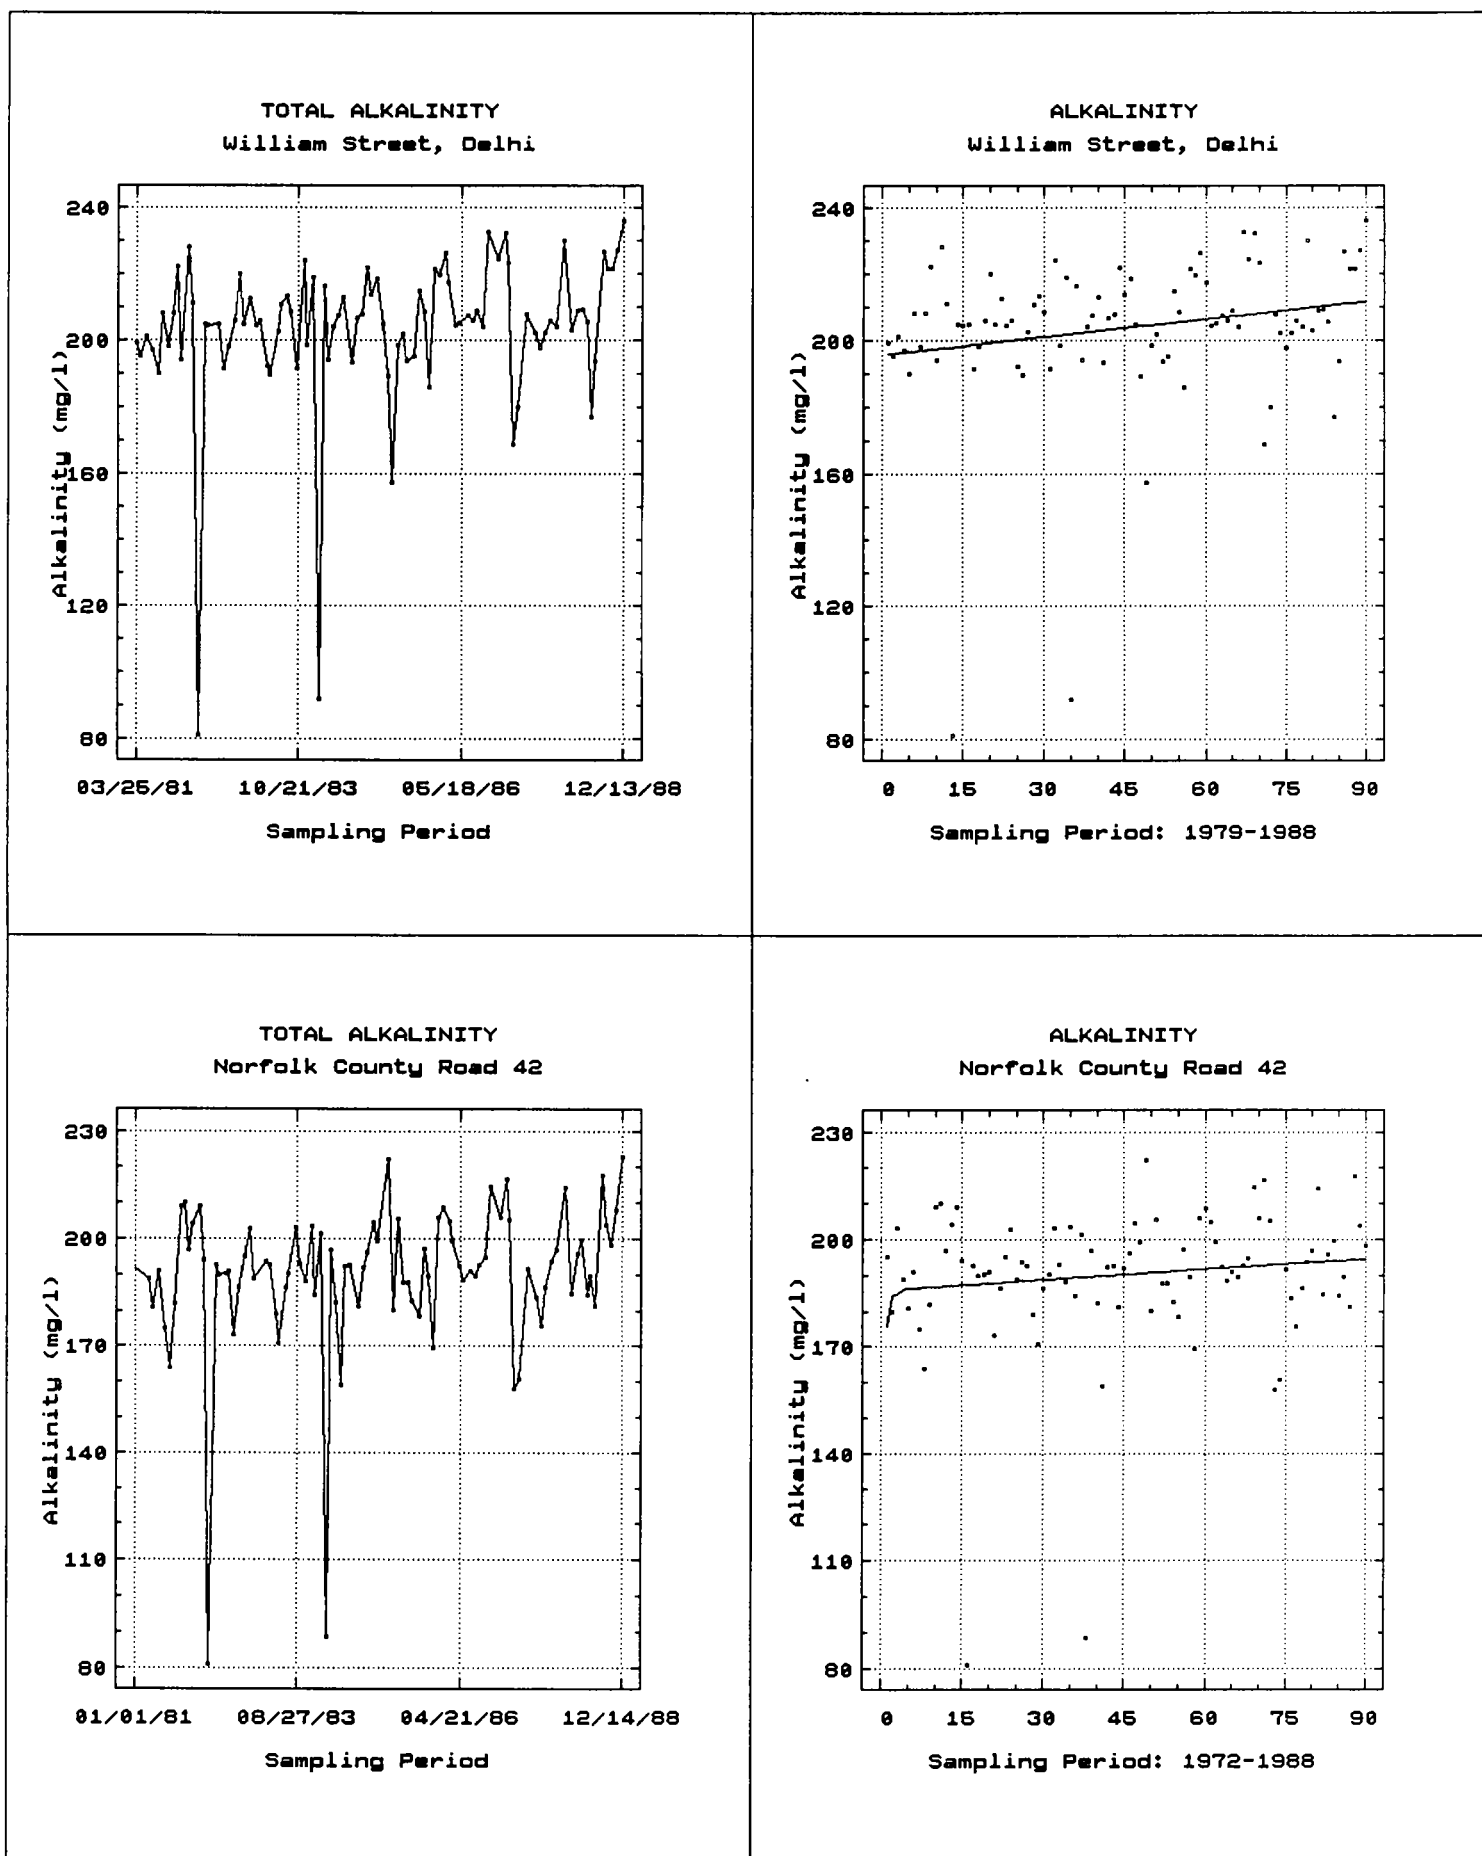 TOTAL ALKALINITY
William Street, Delhi
240
200
160
120
80
Alkalinity (mg/l)
03/25/81 10/21/83 05/18/86 12/13/88
Sampling Period
ALKALINITY
William Street, Delhi
240
200
160
120
80
Alkalinity (mg/l)
0 15 30 45 60 75 90
Sampling Period: 1979-1988
TOTAL ALKALINITY
Norfolk County Road 42
230
200
170
140
110
80
Alkalinity (mg/l)
01/01/81 08/27/83 04/21/86 12/14/88
Sampling Period
ALKALINITY
Norfolk County Road 42
230
200
170
140
110
80
Alkalinity (mg/l)
0 15 30 45 60 75 90
Sampling Period: 1972-1988